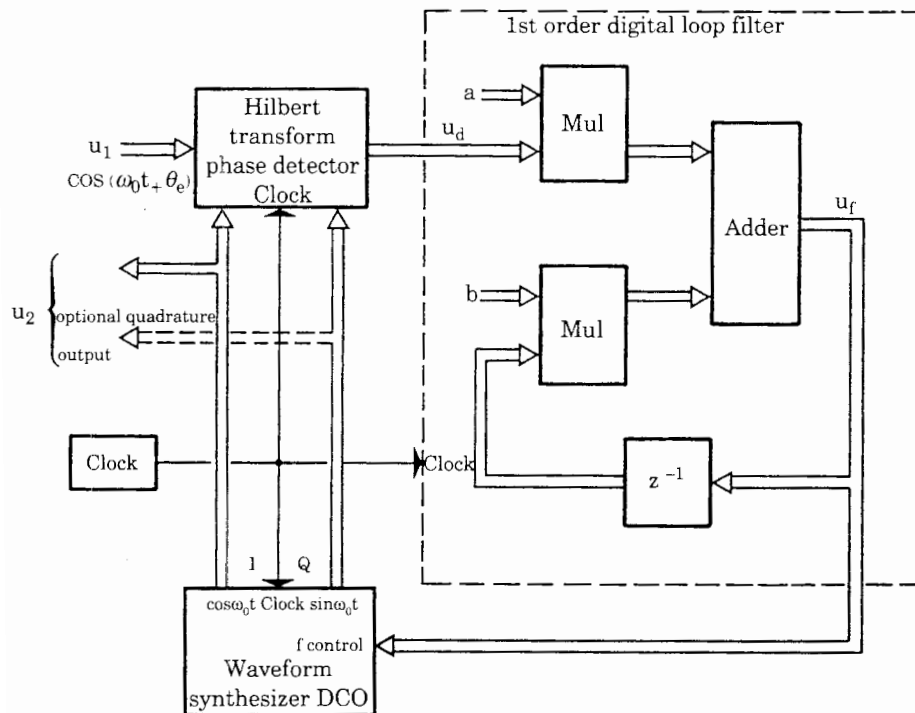 1st order digital loop filter
a
Mul
Hilbert
transform
phase detector
Clock
u1
COS (ω0t+ θe)
ud
Adder
uf
b
Mul
u2
optional quadrature
output
Clock
Clock
z -1
I
Q
cosω0t Clock sinω0t
f control
Waveform
synthesizer DCO